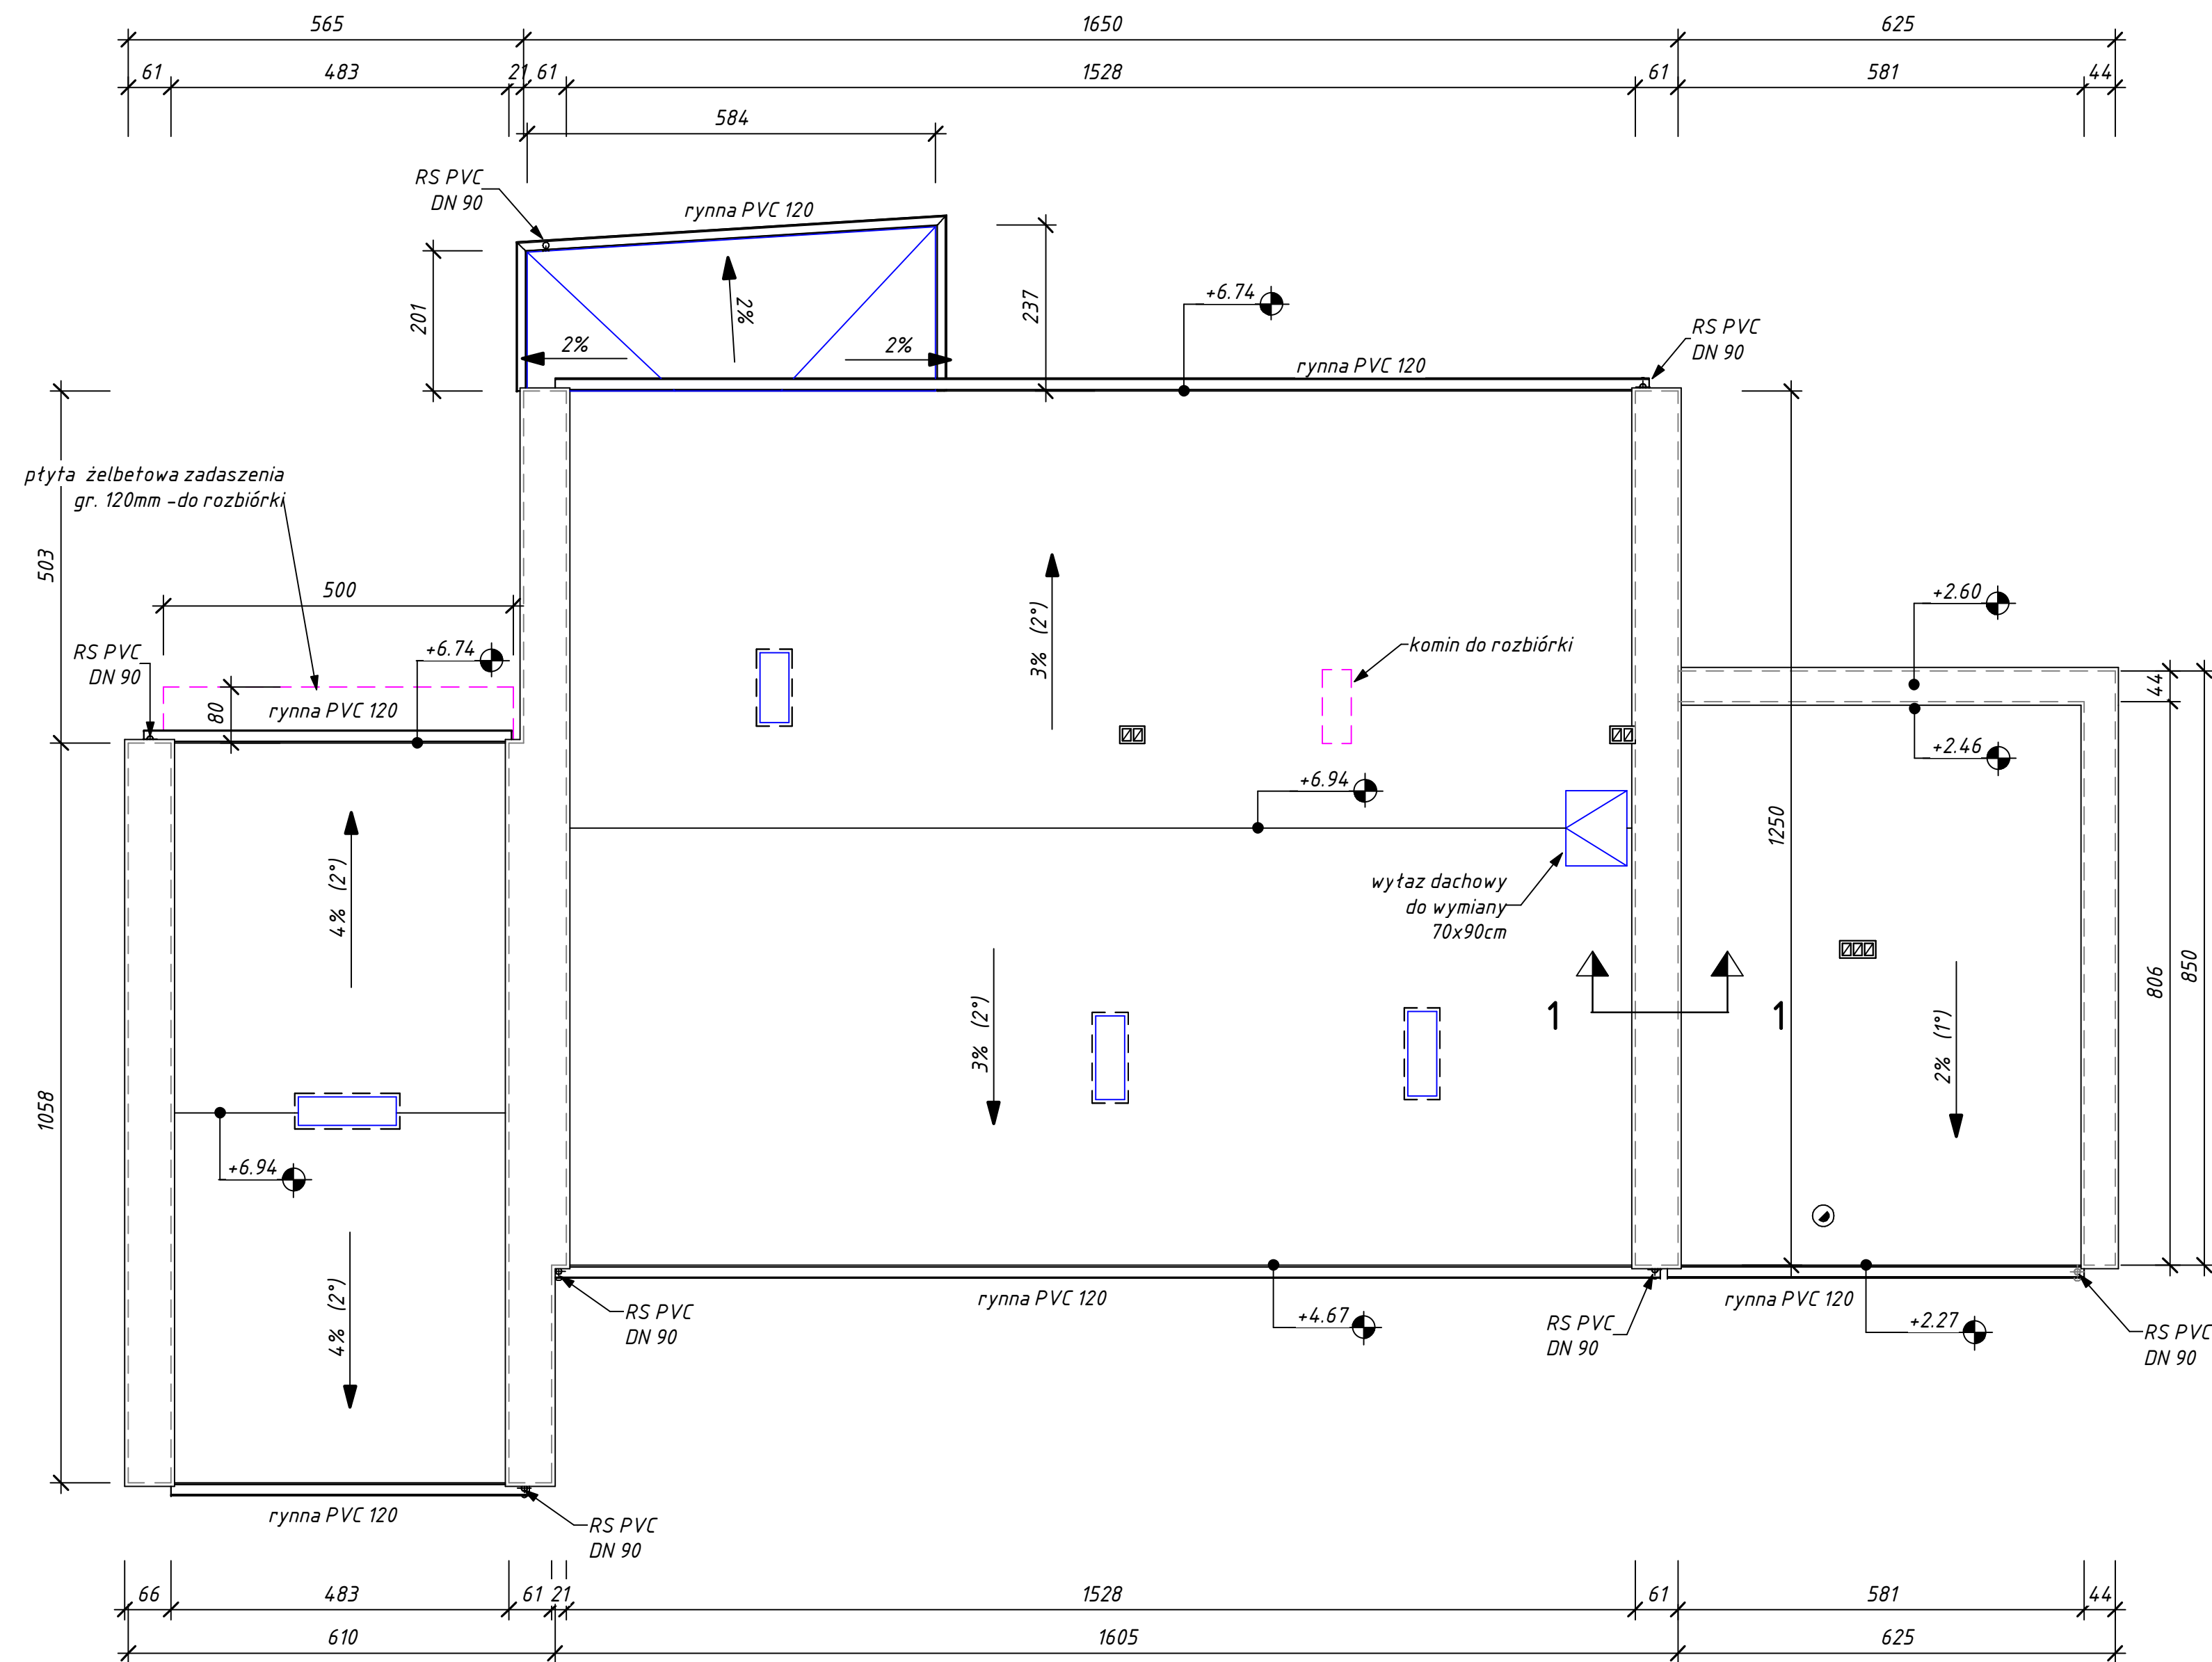 565
1650
625
61
483
21
61
1528
61
581
44
584
RS PVC
DN 90
rynna PVC 120
201
2%
2%
2%
237
+6.74
rynna PVC 120
RS PVC
DN 90
płyta żelbetowa zadaszenia
gr. 120mm -do rozbiórki
503
500
RS PVC
DN 90
80
rynna PVC 120
+6.74
3% (2°)
komin do rozbiórki
+2.60
44
+2.46
+6.94
1250
wyłaz dachowy
do wymiany
70x90cm
4% (2°)
3% (2°)
1
1
2% (1°)
806
850
1058
+6.94
4% (2°)
RS PVC
DN 90
rynna PVC 120
+4.67
RS PVC
DN 90
rynna PVC 120
+2.27
RS PVC
DN 90
rynna PVC 120
RS PVC
DN 90
66
483
61
21
1528
61
581
44
610
1605
625